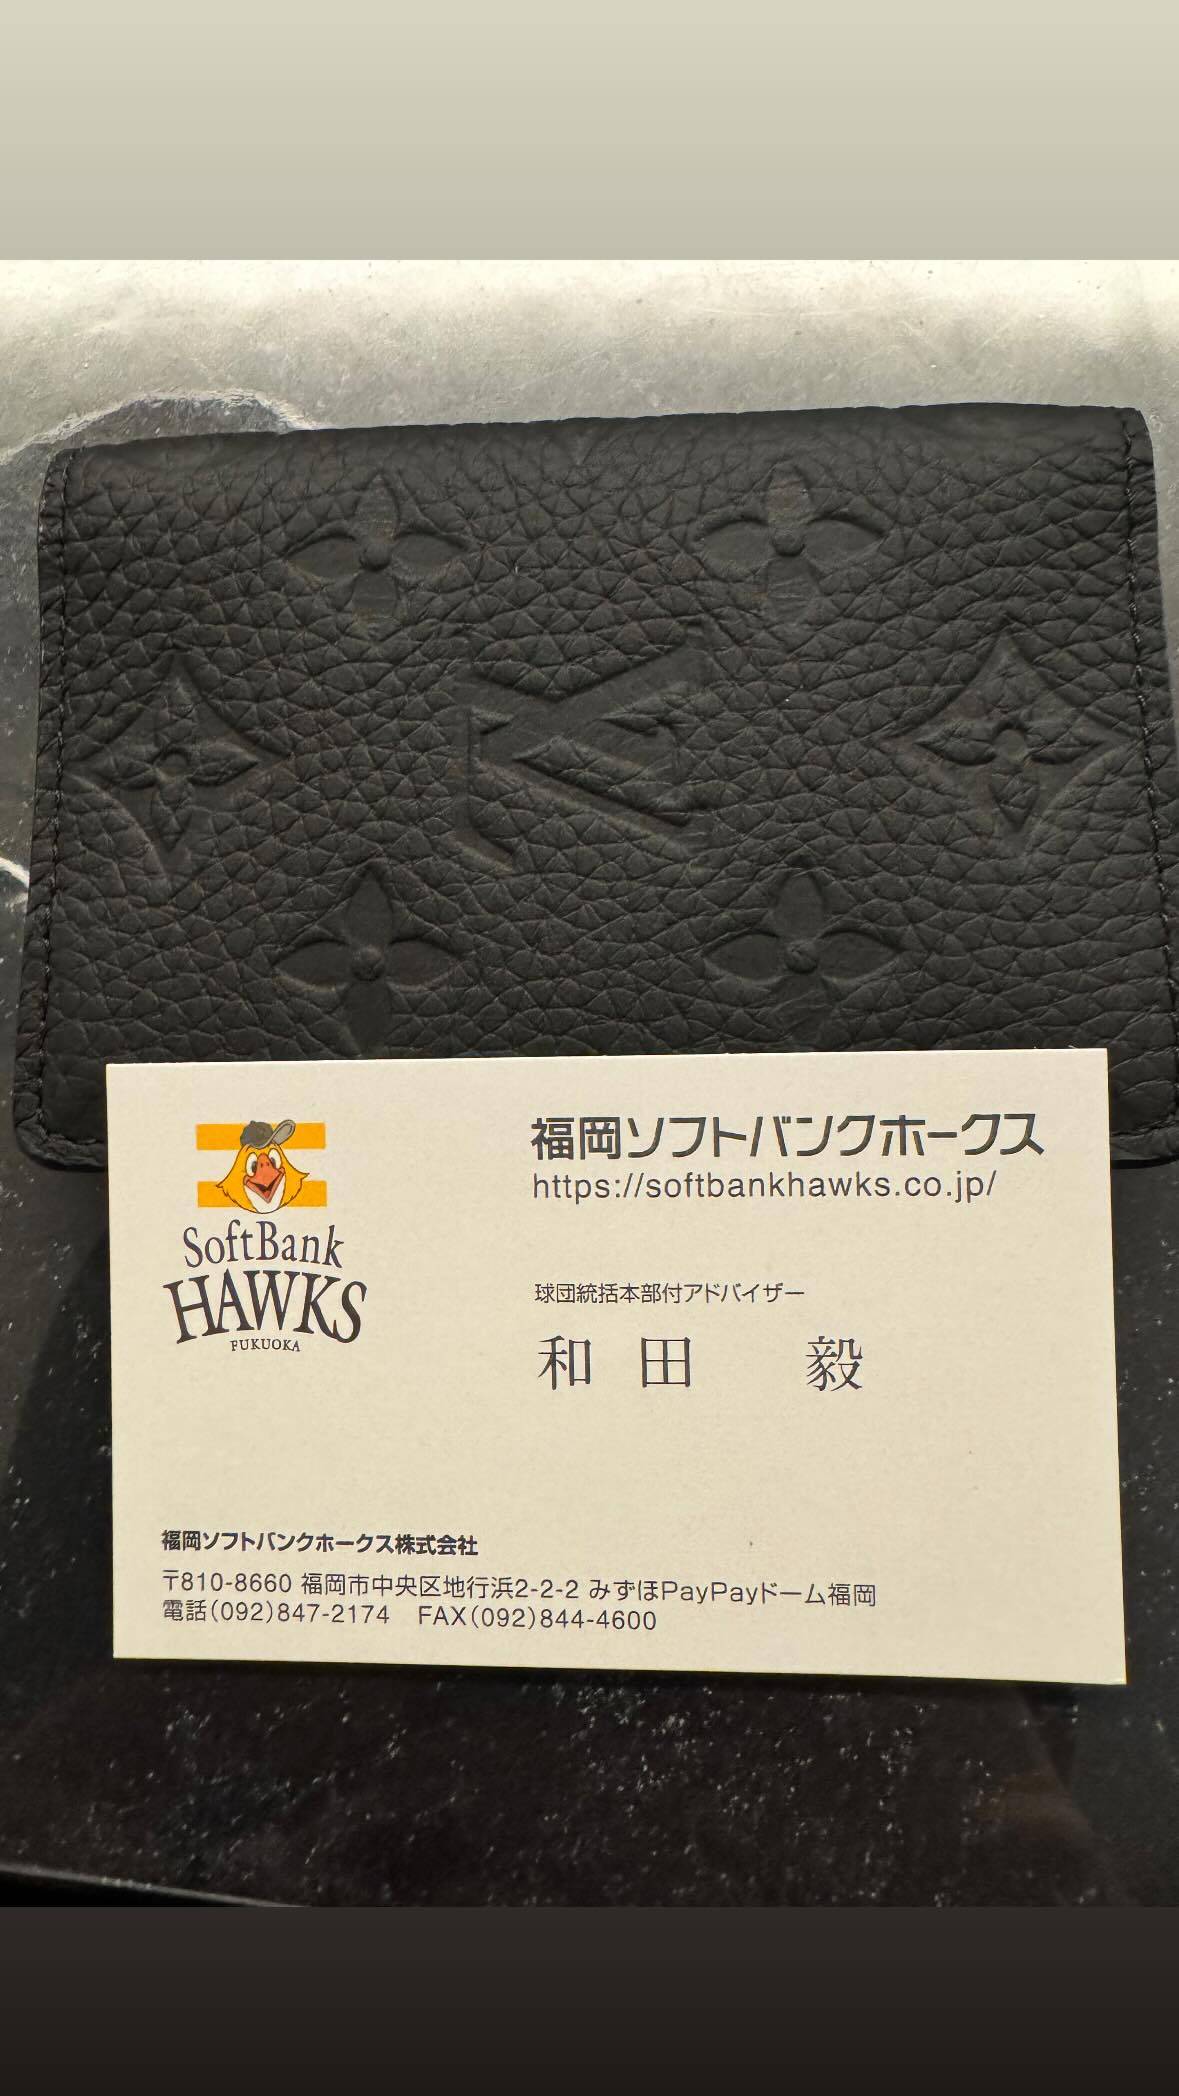 福岡ソフトバンクホークス
https://softbankhawks.co.jp/
SoftBank
HAWKS
FUKUOKA
球団統括本部付アドバイザー
和田 毅
福岡ソフトバンクホークス株式会社
〒810-8660 福岡市中央区地行浜2-2-2 みずほPayPayドーム福岡
電話(092)847-2174 FAX(092)844-4600